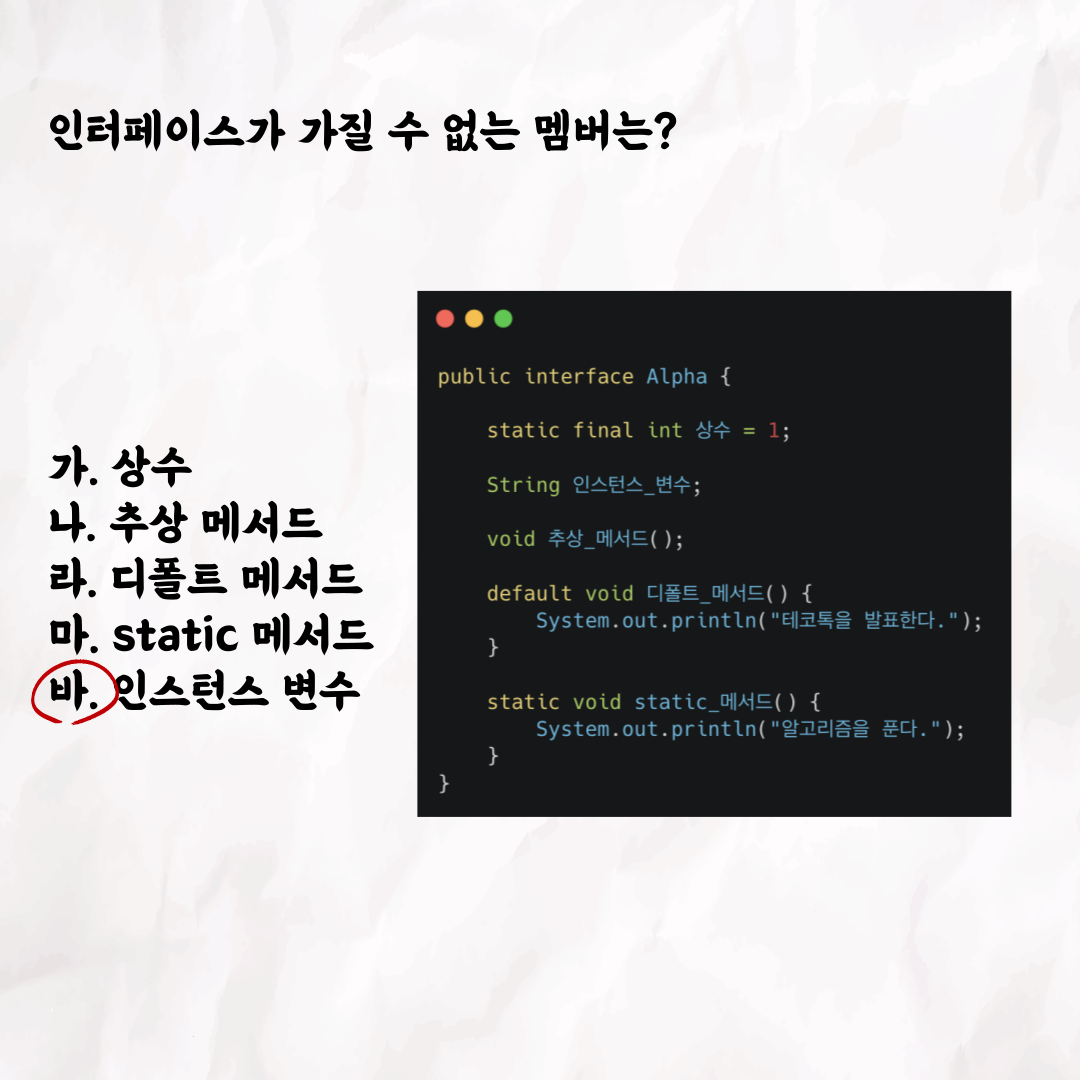 인터페이스가 가질 수 없는 멤버는?
가. 상수
나. 추상 메서드
라. 디폴트 메서드
마. static 메서드
바. 인스턴스 변수
public interface Alpha {
static final int 상수 = 1;
String 인스턴스_변수;
void 추상_메서드();
default void 디폴트_메서드() {
System.out.println("테코톡을 발표한다.");
}
static void static_메서드() {
System.out.println("알고리즘을 푼다.");
}
}